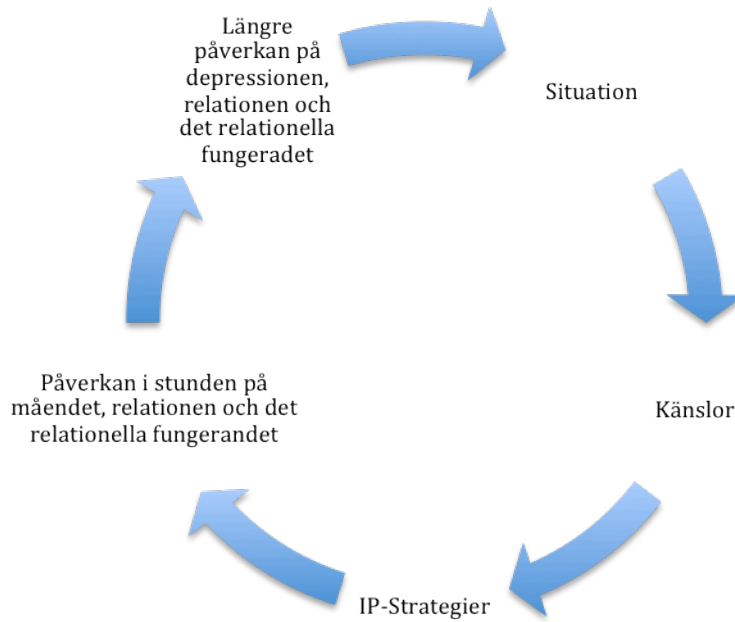 Längre
påverkan på
depressionen,
relationen och
det relationella
fungeradet
Situation
Känslor
IP-Strategier
Påverkan i stunden på
måendet, relationen och det
relationella fungerandet